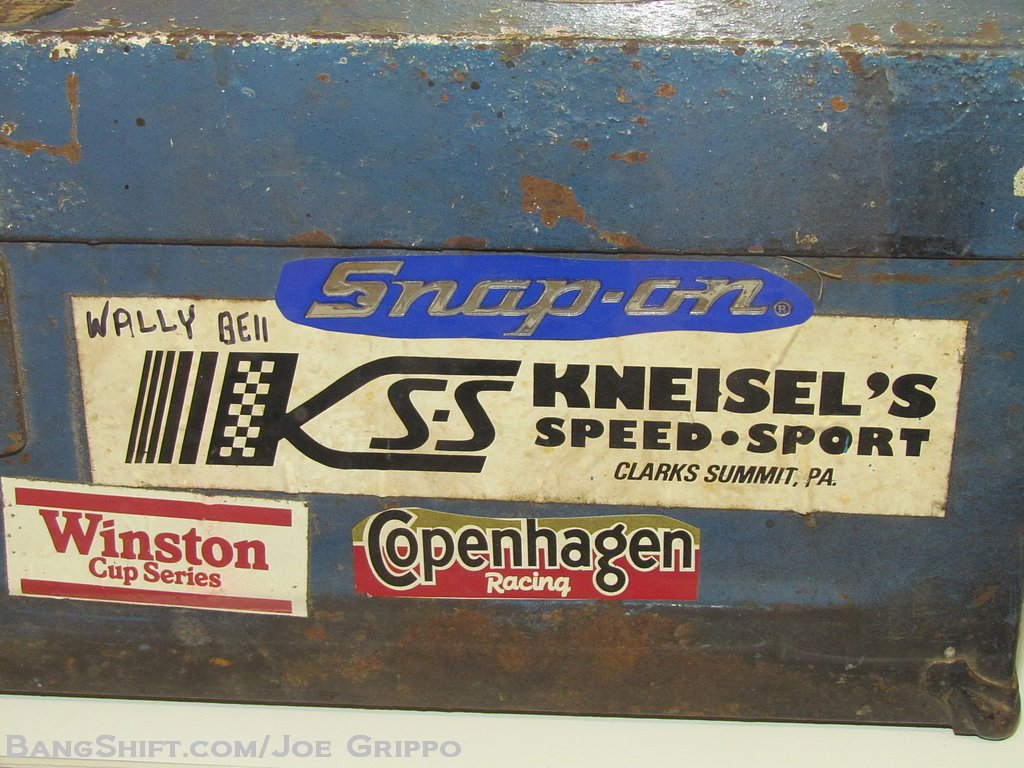 Snap-on®
WALLY BELL
KS-S
KNEISEL'S
SPEED•SPORT
CLARKS SUMMIT, PA.
Winston
Cup Series
Copenhagen
Racing
BangShift.com/Joe Grippo